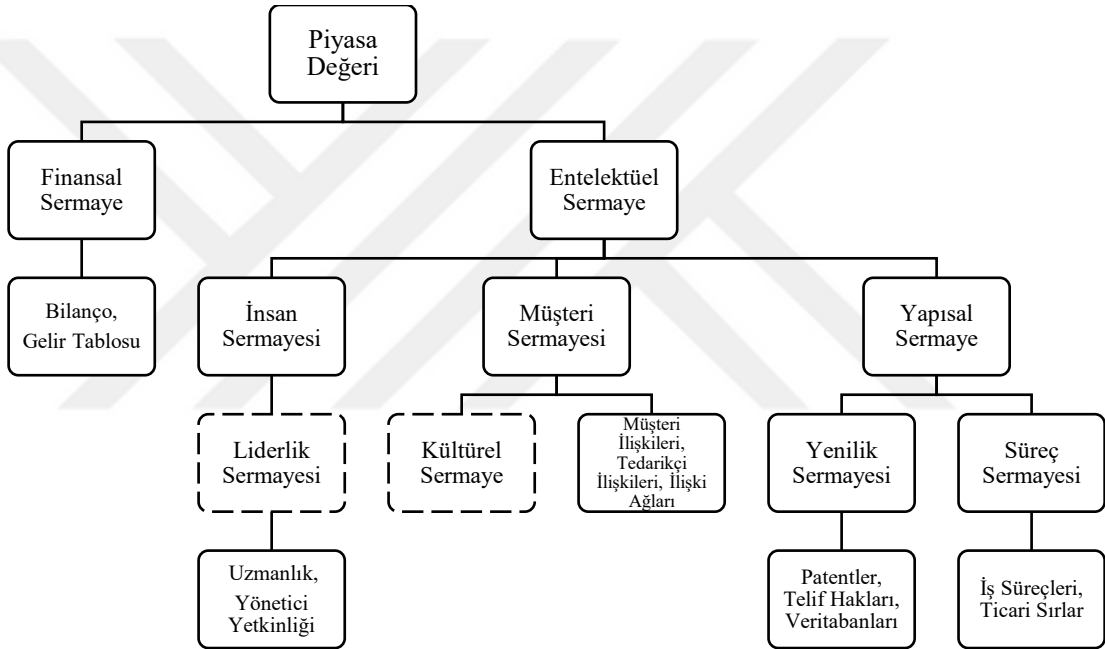 Piyasa
Değeri
Finansal
Sermaye
Entelektüel
Sermaye
Bilanço,
Gelir Tablosu
İnsan
Sermayesi
Müşteri
Sermayesi
Yapısal
Sermaye
Liderlik
Sermayesi
Kültürel
Sermaye
Müşteri
İlişkileri,
Tedarikçi
İlişkileri, İlişki
Ağları
Yenilik
Sermayesi
Süreç
Sermayesi
Uzmanlık,
Yönetici
Yetkinliği
Patentler,
Telif Hakları,
Veritabanları
İş Süreçleri,
Ticari Sırlar